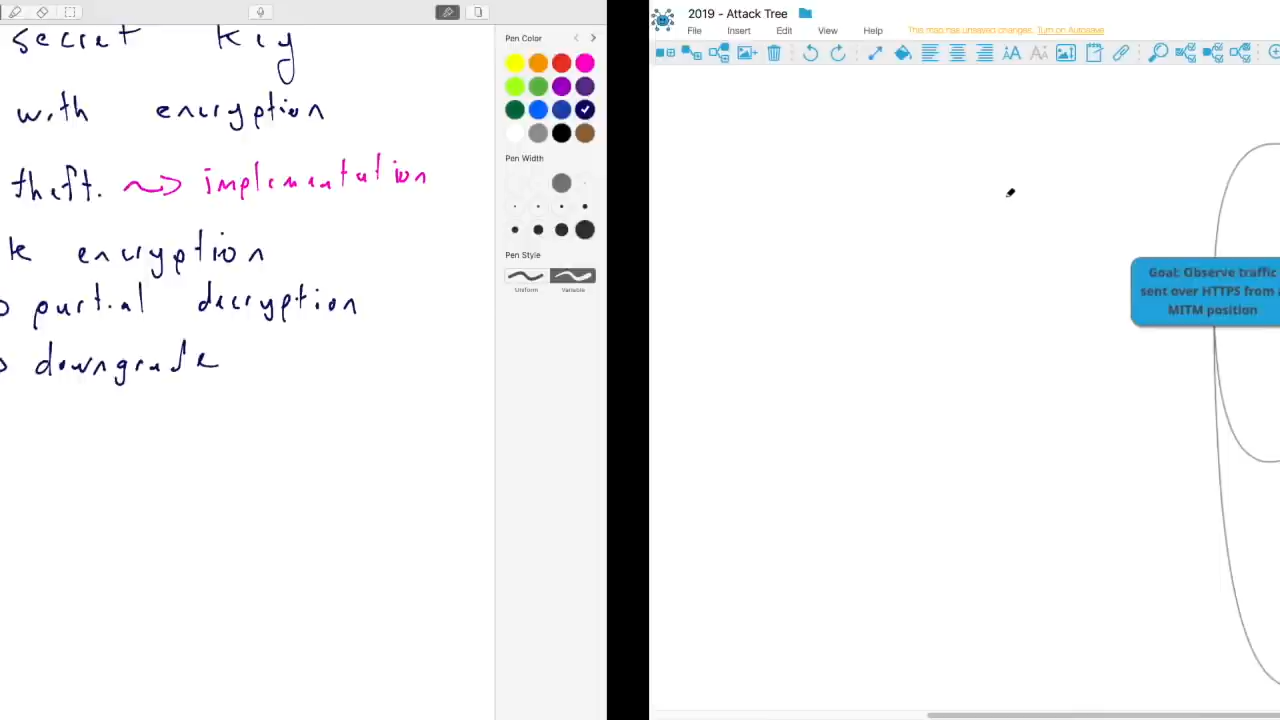 secret key
with encryption
theft. ~> implementation
k encryption
partial decryption
downgrade
Pen Color
Pen Width
Pen Style
Uniform
Variable
2019 - Attack Tree
File Insert Edit View Help
This map has unsaved changes. Turn on Autosave
Goal: Observe traffic
sent over HTTPS from a
MITM position